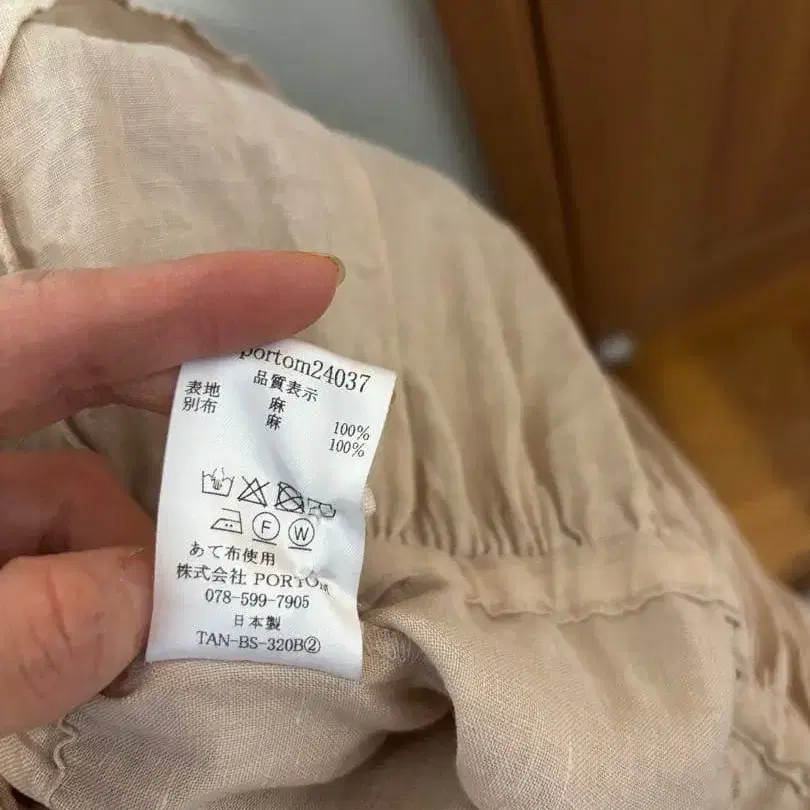 portom24037
品質表示
表地 麻 100%
別布 麻 100%
F W
あて布使用
株式会社 PORTO
078-599-7905
日本製
TAN-BS-320B②